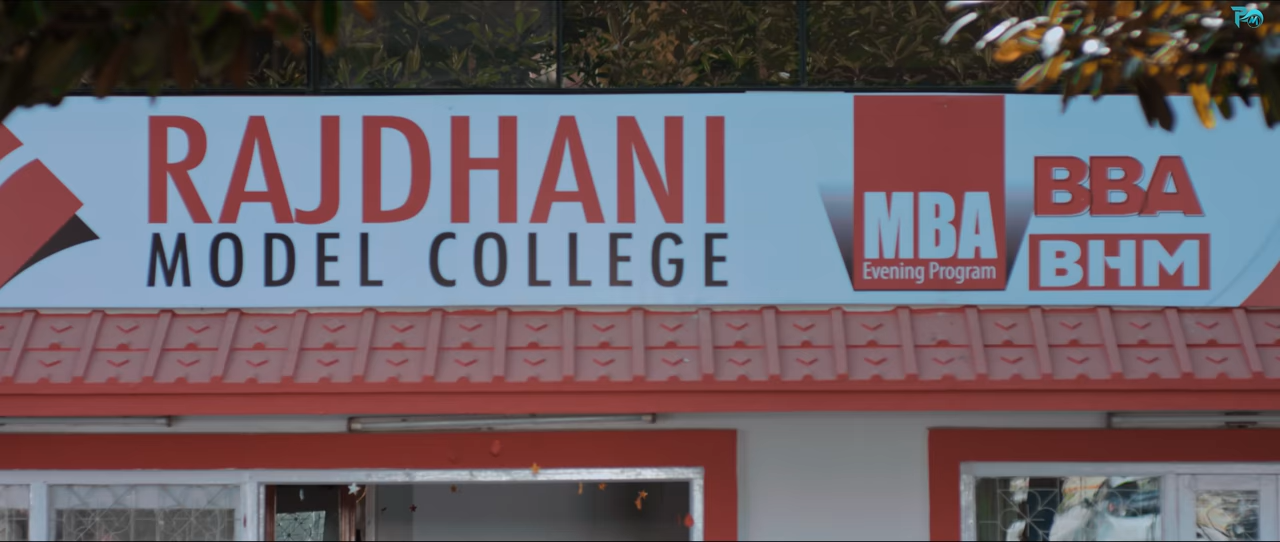 RAJDHANI
MODEL COLLEGE
MBA
Evening Program
BBA
BHM